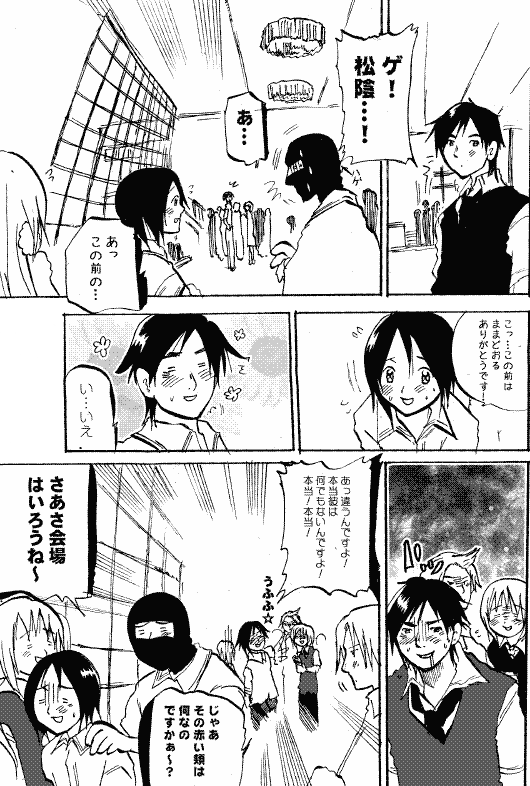 ゲ！
松陰…！
あ…
あっ
この前の…
こっ…この前は
ままどおる
ありがとうです！
い…いえ
あっ違うんですよ！
本当彼は
何でもないんですよ！
本当！本当！
うふふ☆
じゃあ
その赤い頬は
何なの
ですかぁ～？
さあさ会場
はいろうね～